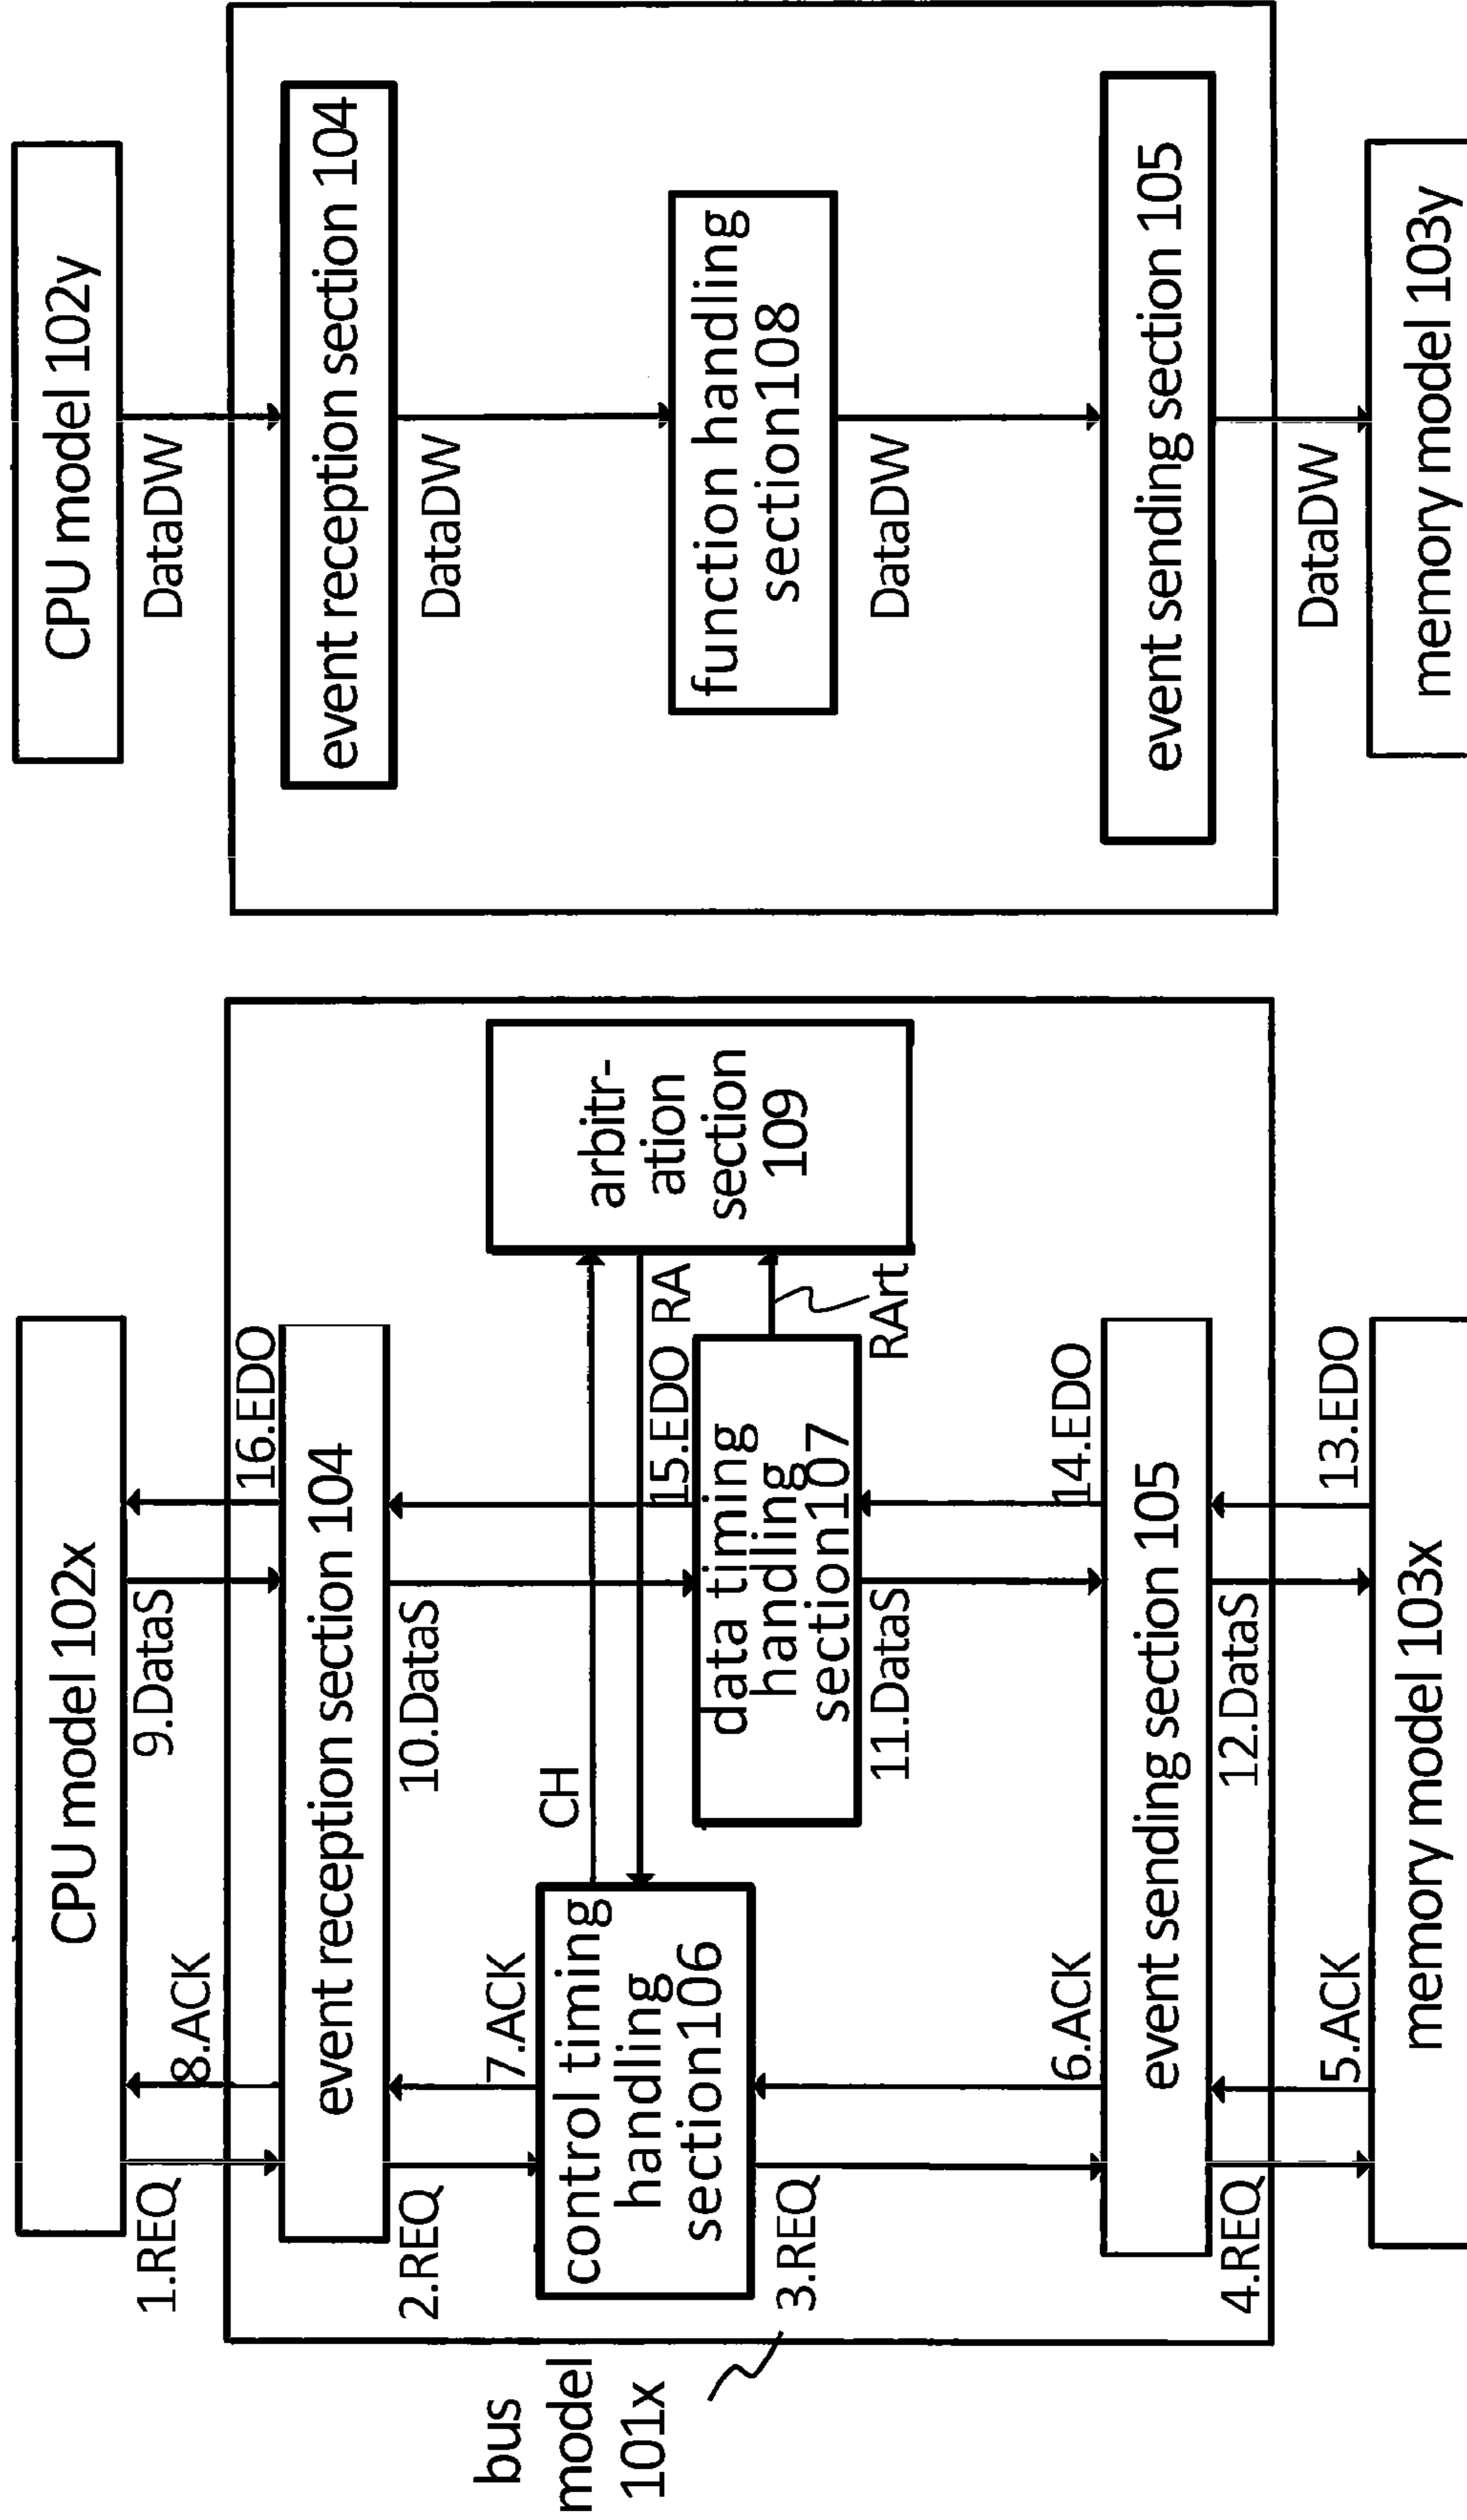 CPU model 102x
1.REQ
8.ACK
9.DataS
16.EDO
event reception section 104
2.REQ
7.ACK
10.DataS
15.EDO
bus
model
101x
control timing
handling
section106
CH
RA
arbitr-
ation
section
109
data timing
handling
section107
RArt
3.REQ
6.ACK
11.DataS
14.EDO
event sending section 105
4.REQ
5.ACK
12.DataS
13.EDO
memory model 103x
CPU model 102y
DataDW
event reception section 104
DataDW
function handling
section108
DataDW
event sending section 105
DataDW
memory model 103y